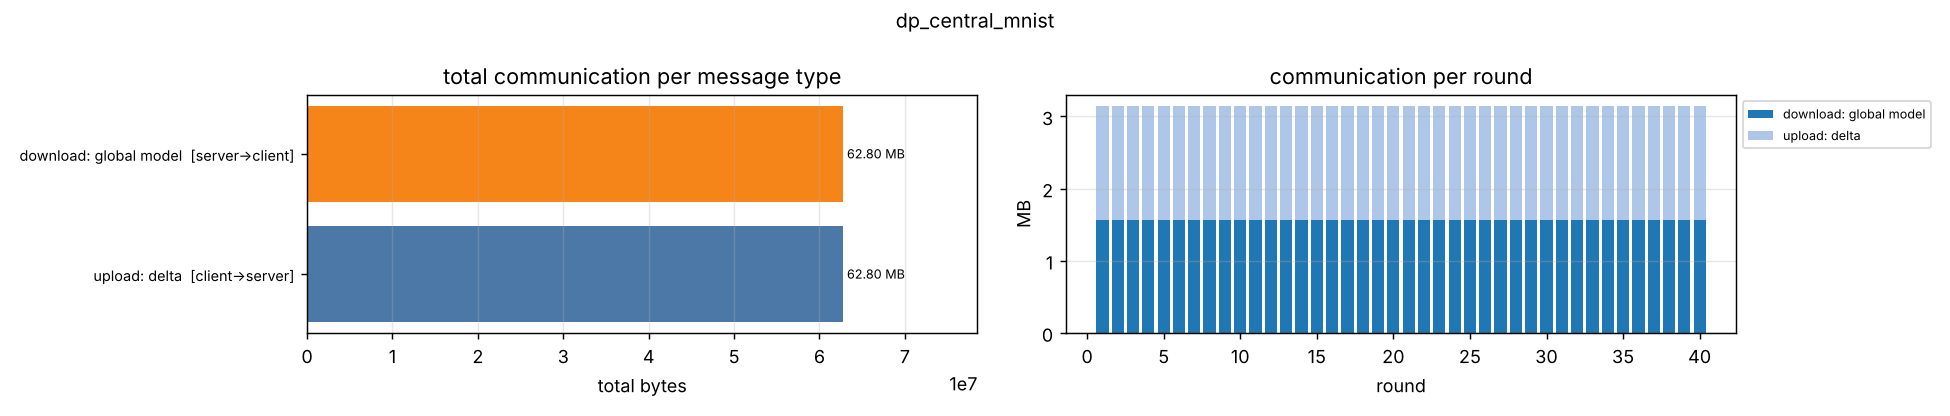 dp_central_mnist
total communication per message type
download: global model [server→client]
upload: delta [client→server]
62.80 MB
62.80 MB
0 1 2 3 4 5 6 7
1e7
total bytes
communication per round
MB
3
2
1
0
0 5 10 15 20 25 30 35 40
round
download: global model
upload: delta